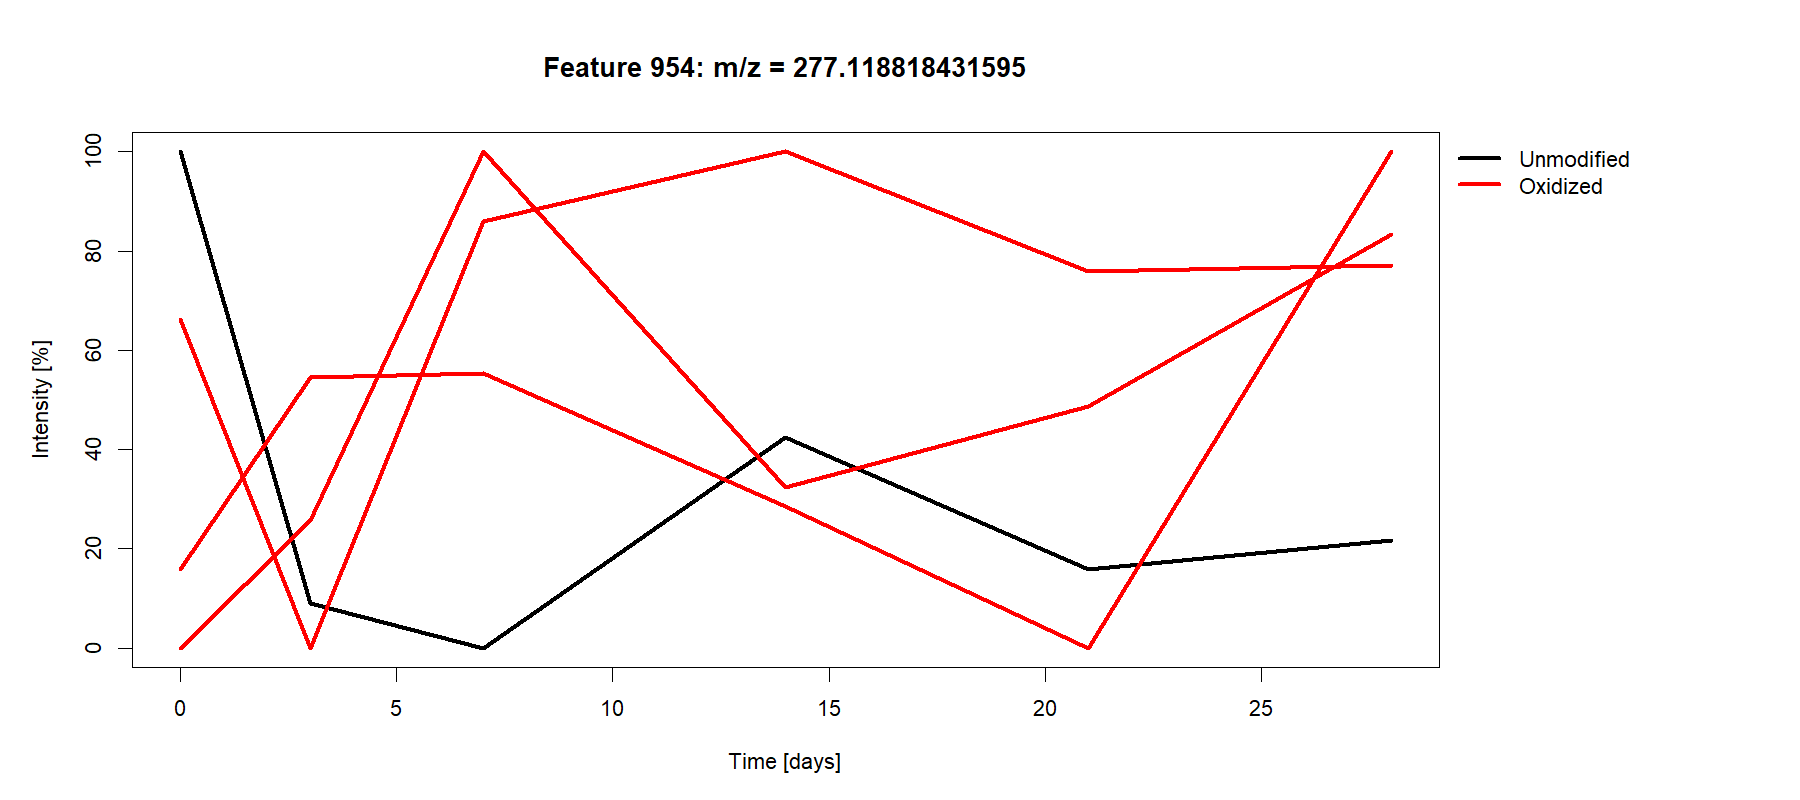 Feature 954: m/z = 277.118818431595
Unmodified
Oxidized
Intensity [%]
100
80
60
40
20
0
0 5 10 15 20 25
Time [days]